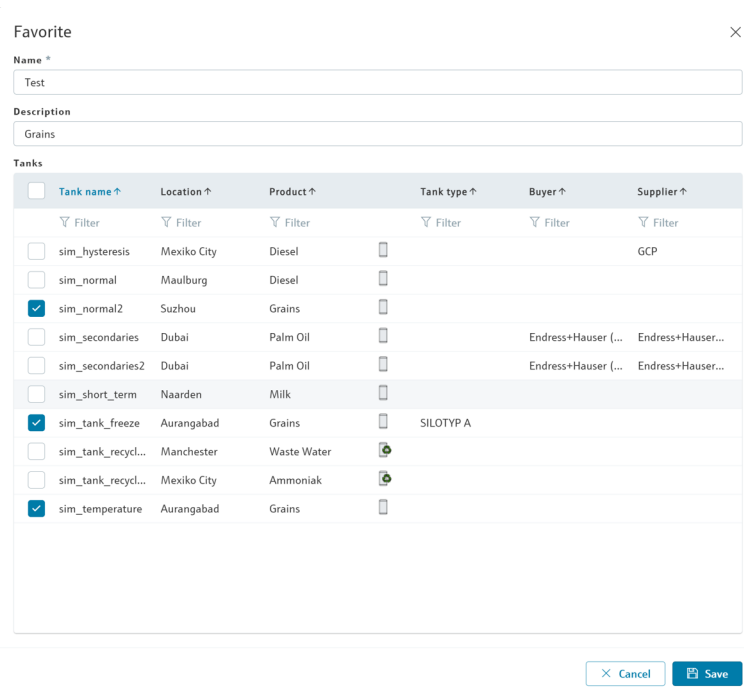 Favorite
Name *
Test
Description
Grains
Tanks
Tank name↑ Location↑ Product↑ Tank type↑ Buyer↑ Supplier↑
Filter Filter Filter Filter Filter Filter
sim_hysteresis Mexiko City Diesel GCP
sim_normal Maulburg Diesel
sim_normal2 Suzhou Grains
sim_secondaries Dubai Palm Oil Endress+Hauser (... Endress+Hauser...
sim_secondaries2 Dubai Palm Oil Endress+Hauser (... Endress+Hauser...
sim_short_term Naarden Milk
sim_tank_freeze Aurangabad Grains SILOTYP A
sim_tank_recycl... Manchester Waste Water
sim_tank_recycl... Mexiko City Ammoniak
sim_temperature Aurangabad Grains
Cancel Save